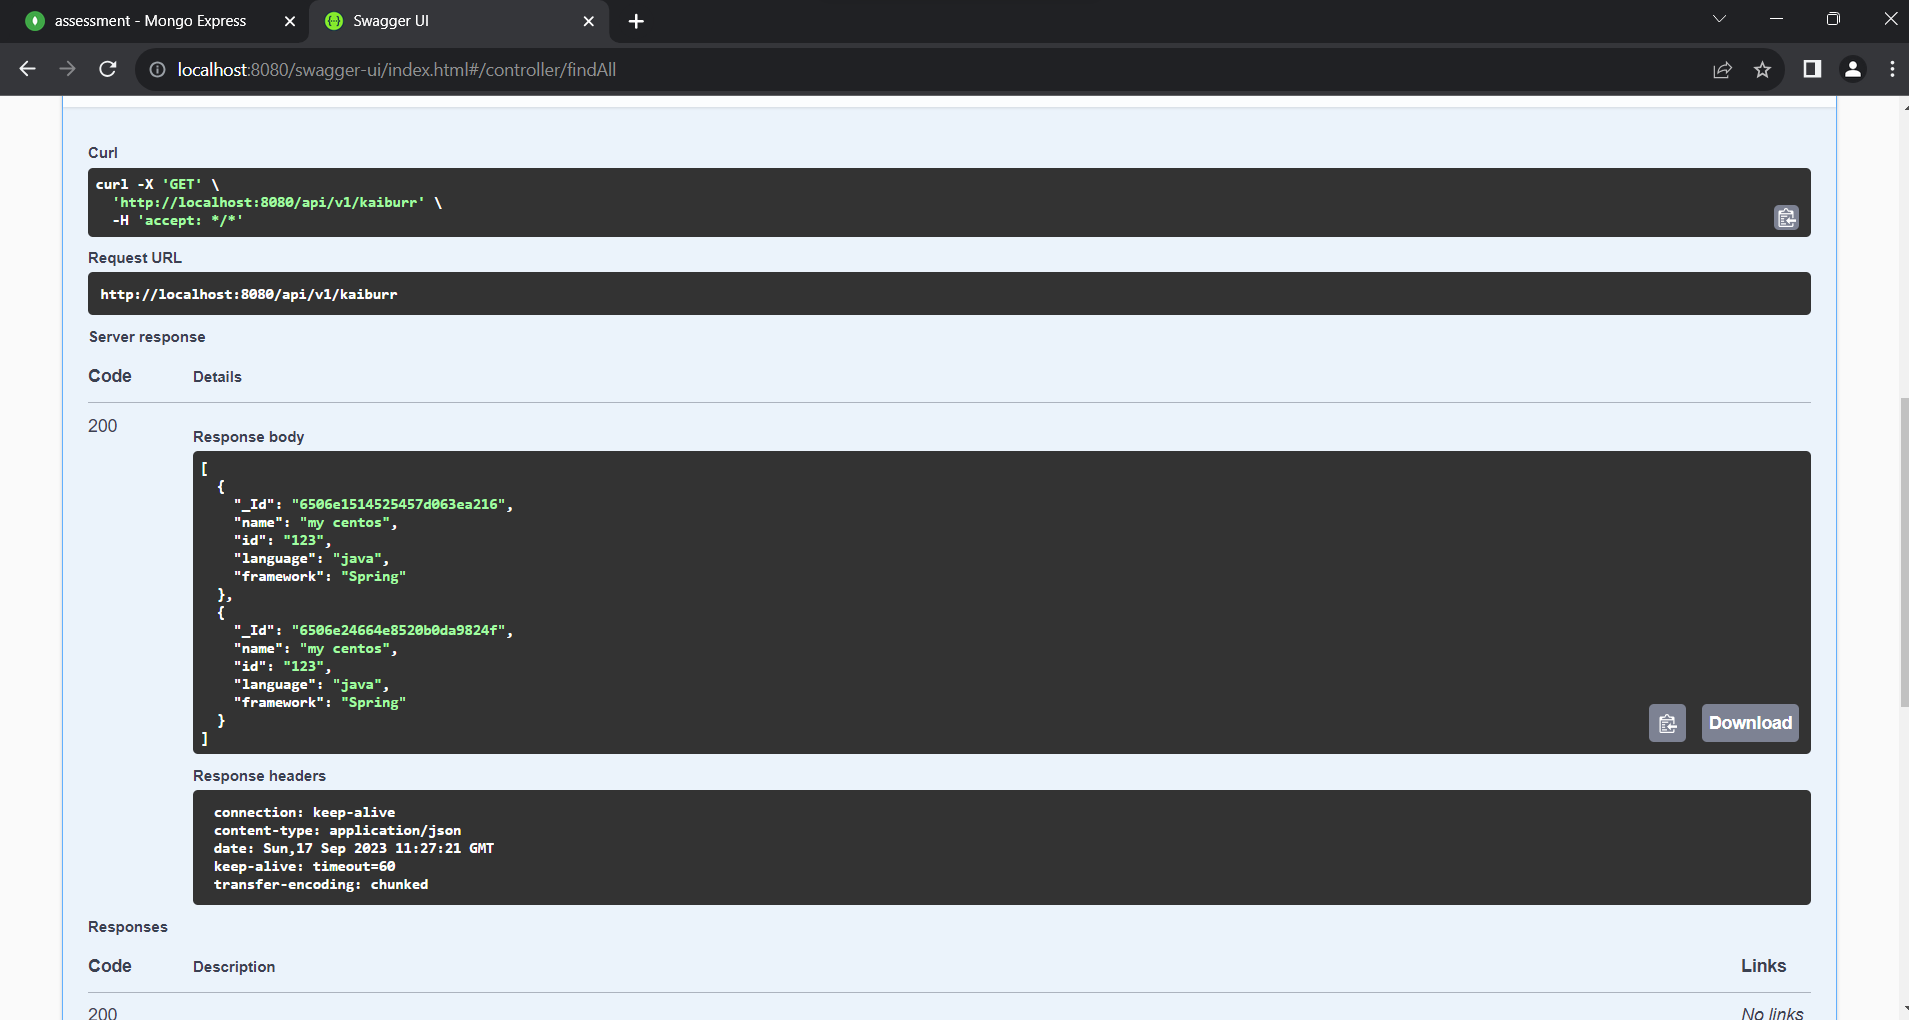 assessment - Mongo Express
Swagger UI
localhost:8080/swagger-ui/index.html#/controller/findAll
Curl
curl -X 'GET' \
'http://localhost:8080/api/v1/kaiburr' \
-H 'accept: */*'
Request URL
http://localhost:8080/api/v1/kaiburr
Server response
Code Details
200
Response body
[
{
"_Id": "6506e1514525457d063ea216",
"name": "my centos",
"id": "123",
"language": "java",
"framework": "Spring"
},
{
"_Id": "6506e24664e8520b0da9824f",
"name": "my centos",
"id": "123",
"language": "java",
"framework": "Spring"
}
]
Download
Response headers
connection: keep-alive
content-type: application/json
date: Sun,17 Sep 2023 11:27:21 GMT
keep-alive: timeout=60
transfer-encoding: chunked
Responses
Code Description Links
200 No links